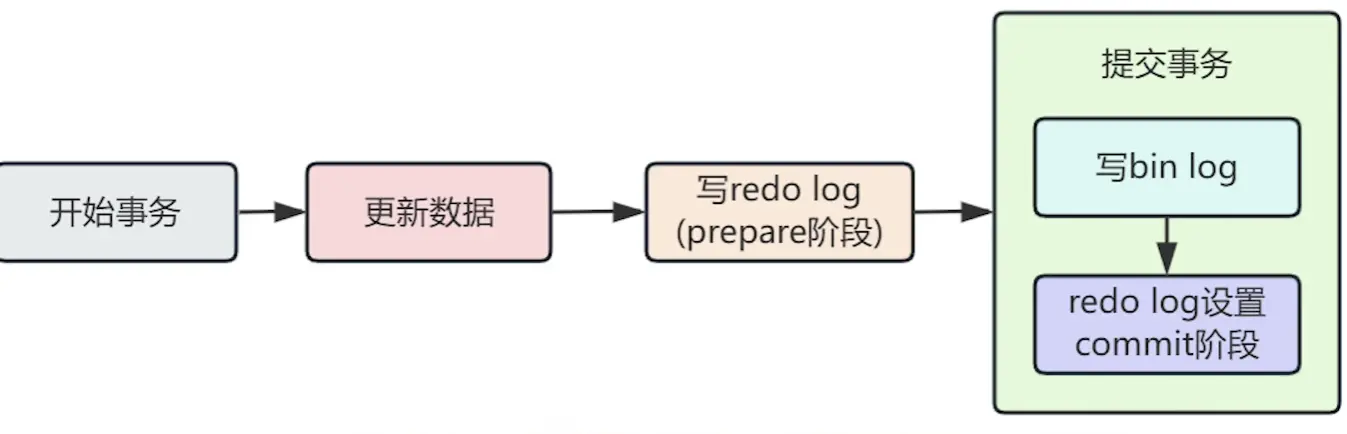 开始事务
更新数据
写redo log
(prepare阶段)
提交事务
写bin log
redo log设置
commit阶段